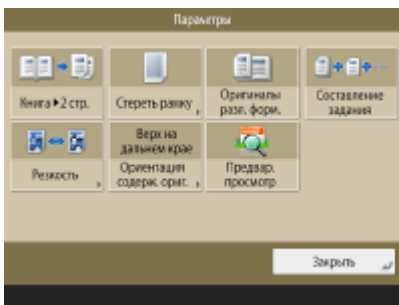 Параметры
Книга ▸ 2 стр.
Стереть рамку
Оригиналы
разл. форм.
Составление
задания
Резкость
Верх на
дальнем крае
Ориентация
содерж. ориг.
Предвар.
просмотр
Закрыть